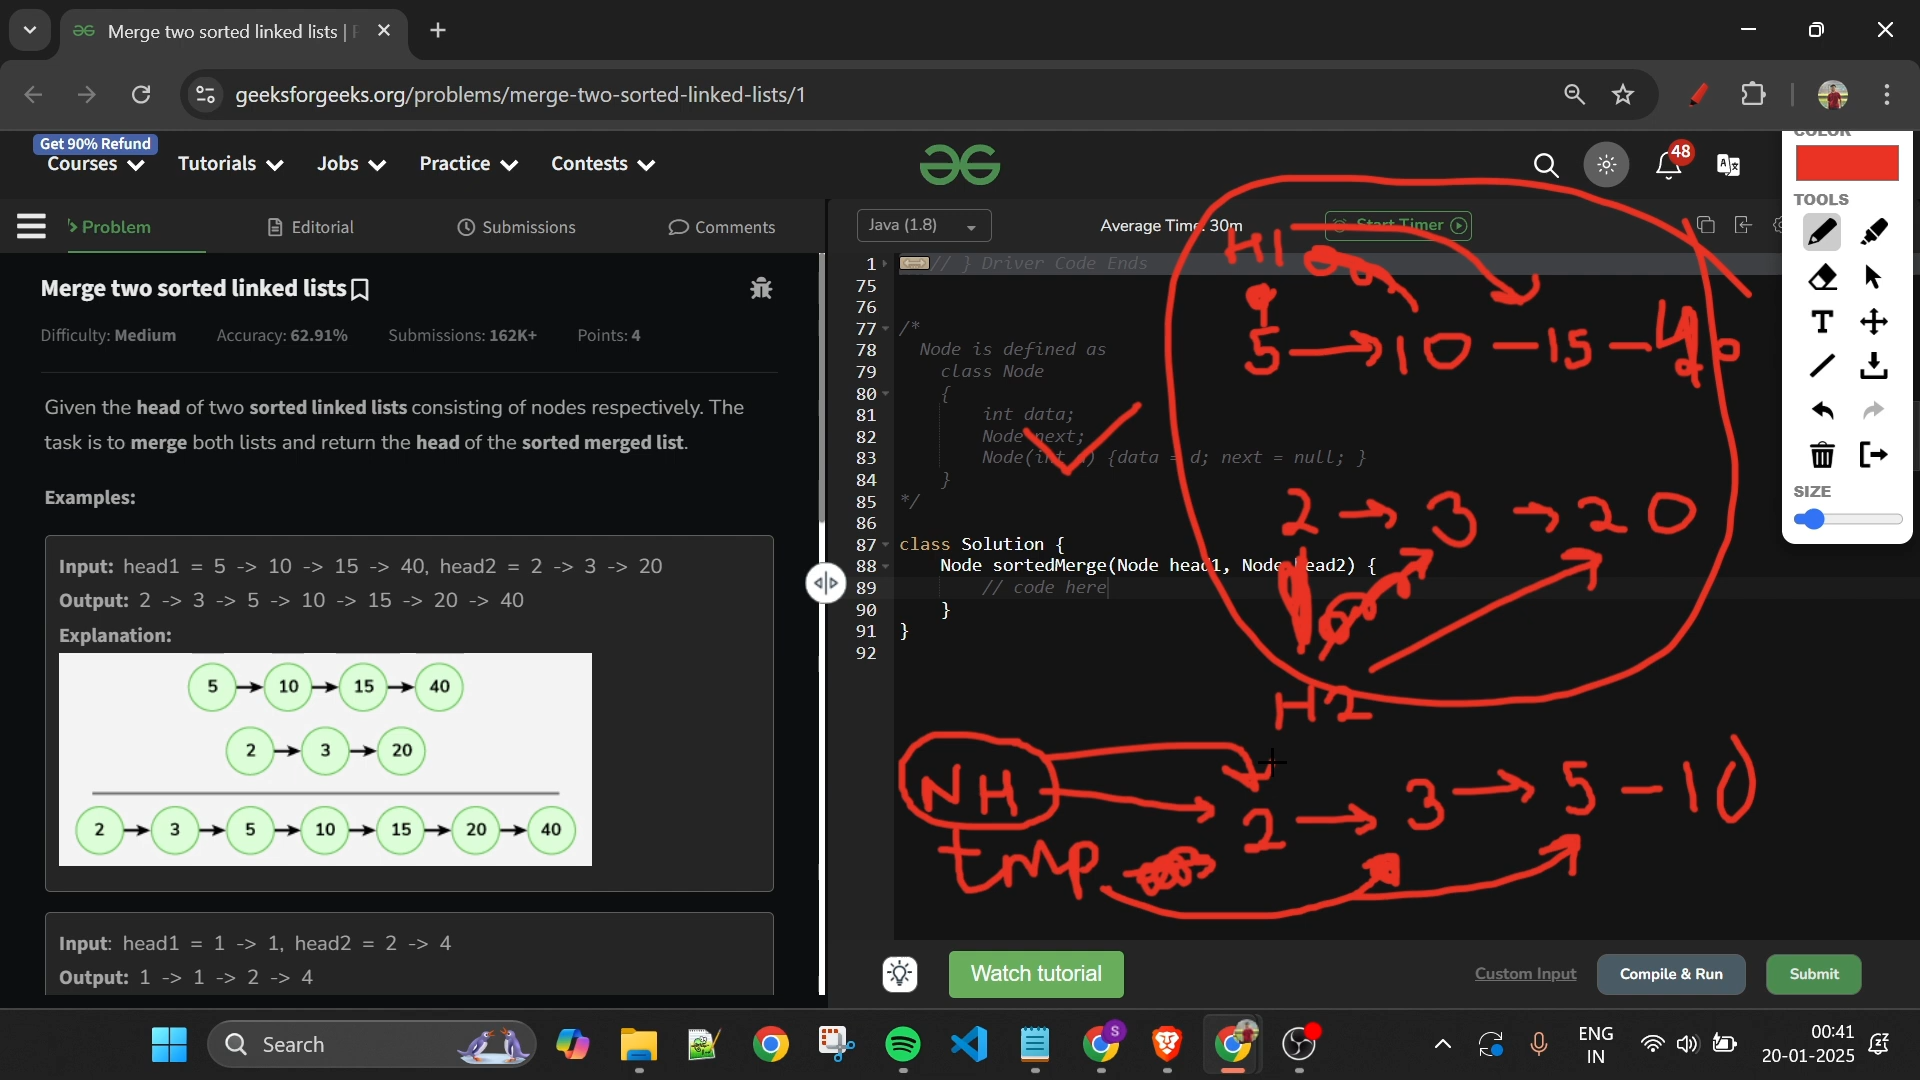 Merge two sorted linked lists | P
geeksforgeeks.org/problems/merge-two-sorted-linked-lists/1
Get 90% Refund
Courses
Tutorials
Jobs
Practice
Contests
48
COLOR
TOOLS
SIZE
Problem
Editorial
Submissions
Comments
Java (1.8)
Average Time: 30m
Start Timer
Merge two sorted linked lists
Difficulty: Medium
Accuracy: 62.91%
Submissions: 162K+
Points: 4
Given the head of two sorted linked lists consisting of nodes respectively. The
task is to merge both lists and return the head of the sorted merged list.
Examples:
Input: head1 = 5 -> 10 -> 15 -> 40, head2 = 2 -> 3 -> 20
Output: 2 -> 3 -> 5 -> 10 -> 15 -> 20 -> 40
Explanation:
5 10 15 40
2 3 20
2 3 5 10 15 20 40
Input: head1 = 1 -> 1, head2 = 2 -> 4
Output: 1 -> 1 -> 2 -> 4
1 // } Driver Code Ends
75
76
77 /*
78 Node is defined as
79 class Node
80 {
81 int data;
82 Node next;
83 Node(int d) {data = d; next = null; }
84 }
85 */
86
87 class Solution {
88 Node sortedMerge(Node head1, Node head2) {
89 // code here
90 }
91 }
92
H1
5 → 10 – 15 – 40
2 → 3 → 20
H2
NH
2 → 3 → 5 – 10
tmp
Watch tutorial
Custom Input
Compile & Run
Submit
Search
S
ENG
IN
00:41
20-01-2025